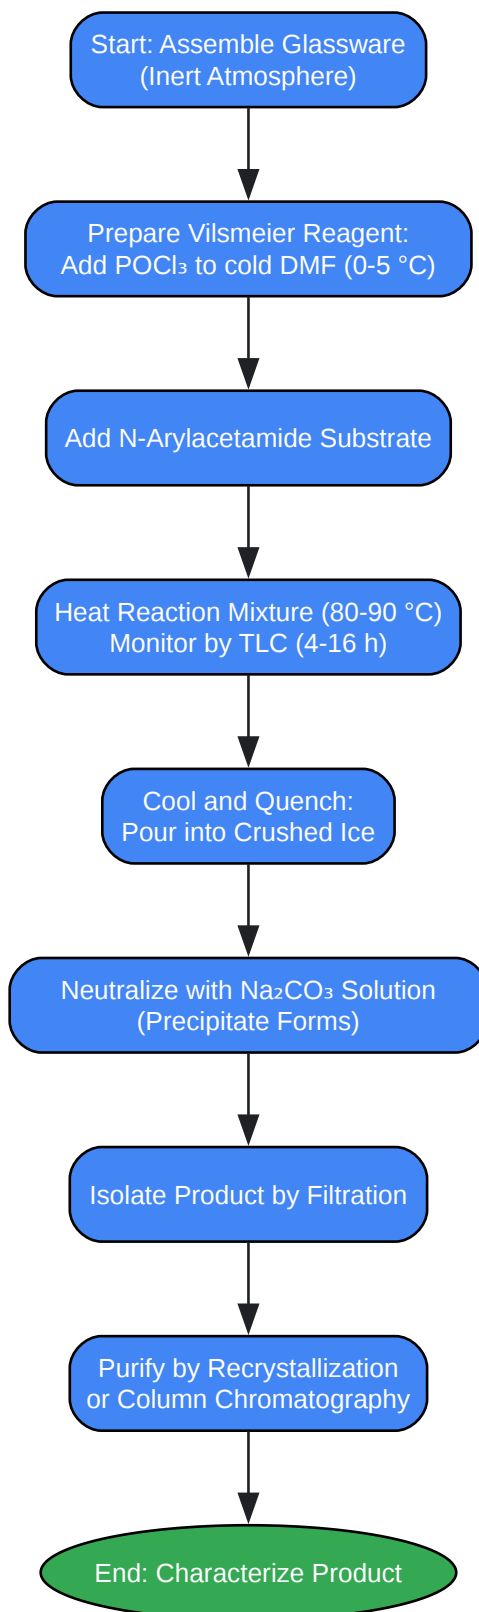 Start: Assemble Glassware
(Inert Atmosphere)
Prepare Vilsmeier Reagent:
Add POCl₃ to cold DMF (0-5 °C)
Add N-Arylacetamide Substrate
Heat Reaction Mixture (80-90 °C)
Monitor by TLC (4-16 h)
Cool and Quench:
Pour into Crushed Ice
Neutralize with Na₂CO₃ Solution
(Precipitate Forms)
Isolate Product by Filtration
Purify by Recrystallization
or Column Chromatography
End: Characterize Product